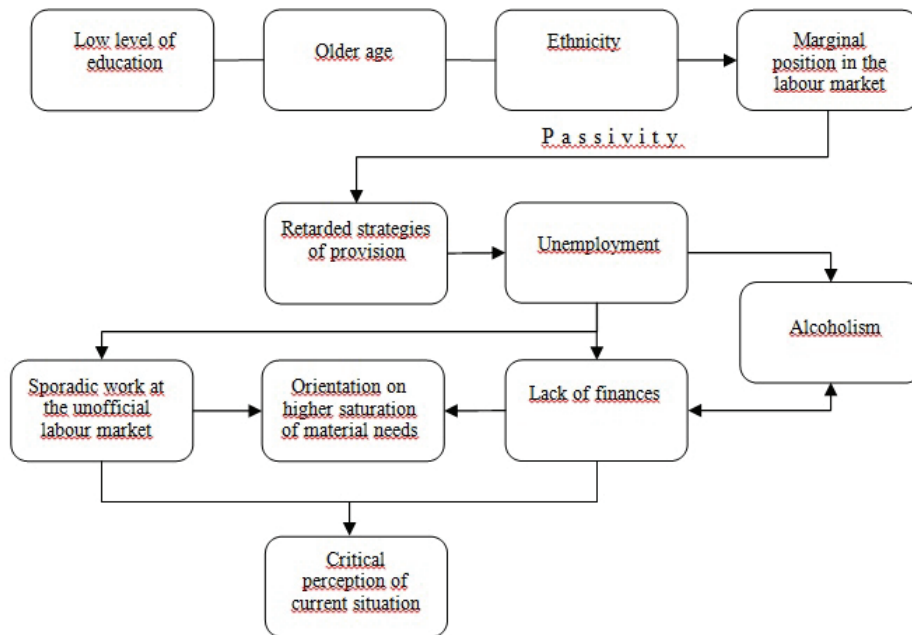 Low level of
education
Older age
Ethnicity
Marginal
position in the
labour market
Passivity
Retarded strategies
of provision
Unemployment
Alcoholism
Sporadic work at
the unofficial
labour market
Orientation on
higher saturation
of material needs
Lack of finances
Critical
perception of
current situation